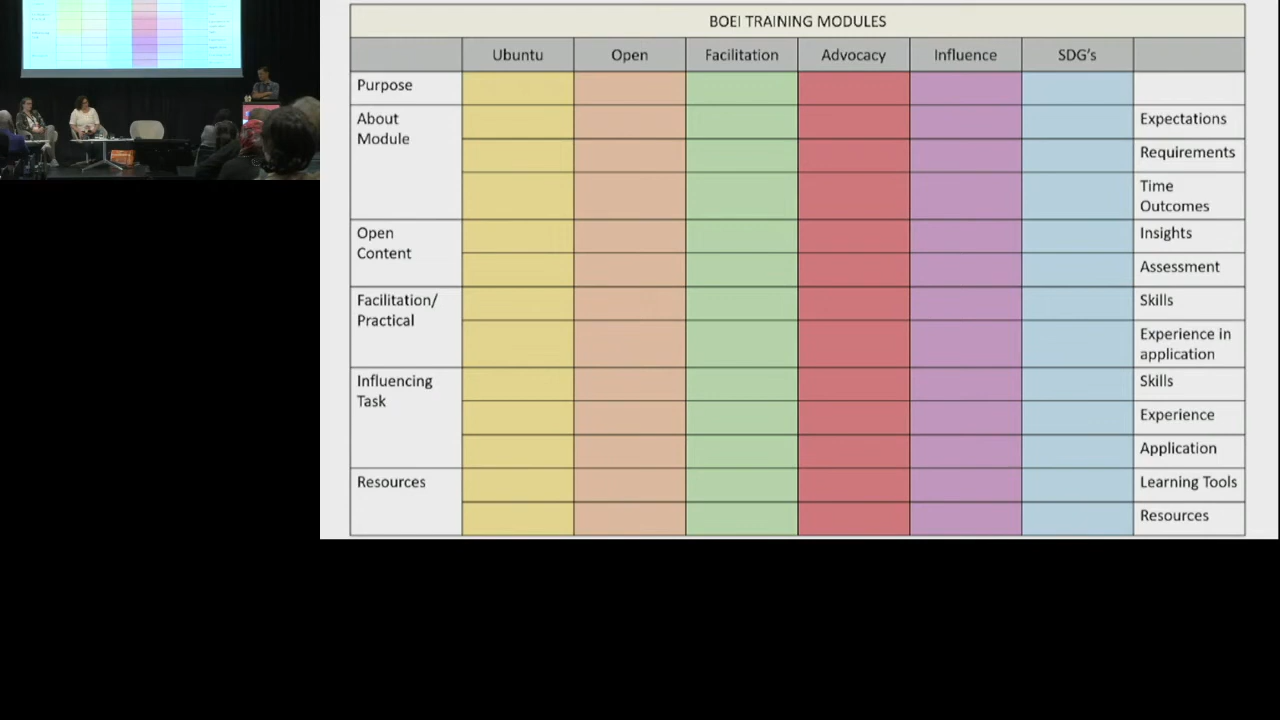 BOEI TRAINING MODULES
Ubuntu Open Facilitation Advocacy Influence SDG's
Purpose
About
Module
Expectations
Requirements
Time
Outcomes
Open
Content
Insights
Assessment
Facilitation/
Practical
Skills
Experience in
application
Influencing
Task
Skills
Experience
Application
Resources
Learning Tools
Resources